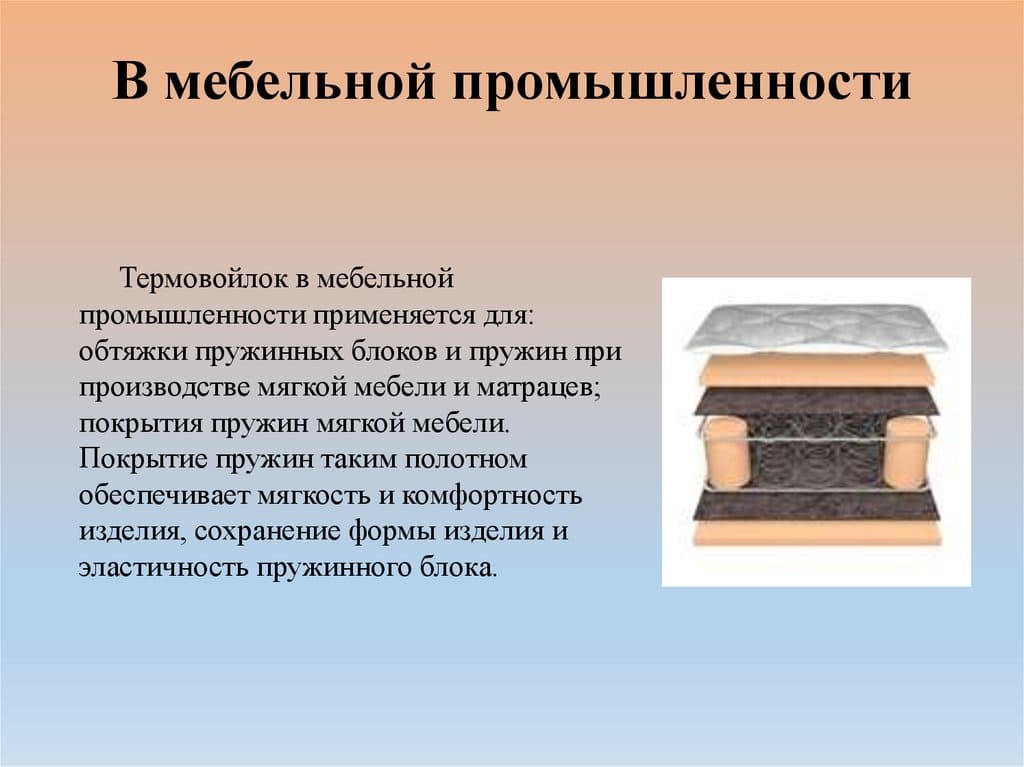 В мебельной промышленности
Термовойлок в мебельной
промышленности применяется для:
обтяжки пружинных блоков и пружин при
производстве мягкой мебели и матрацев;
покрытия пружин мягкой мебели.
Покрытие пружин таким полотном
обеспечивает мягкость и комфортность
изделия, сохранение формы изделия и
эластичность пружинного блока.